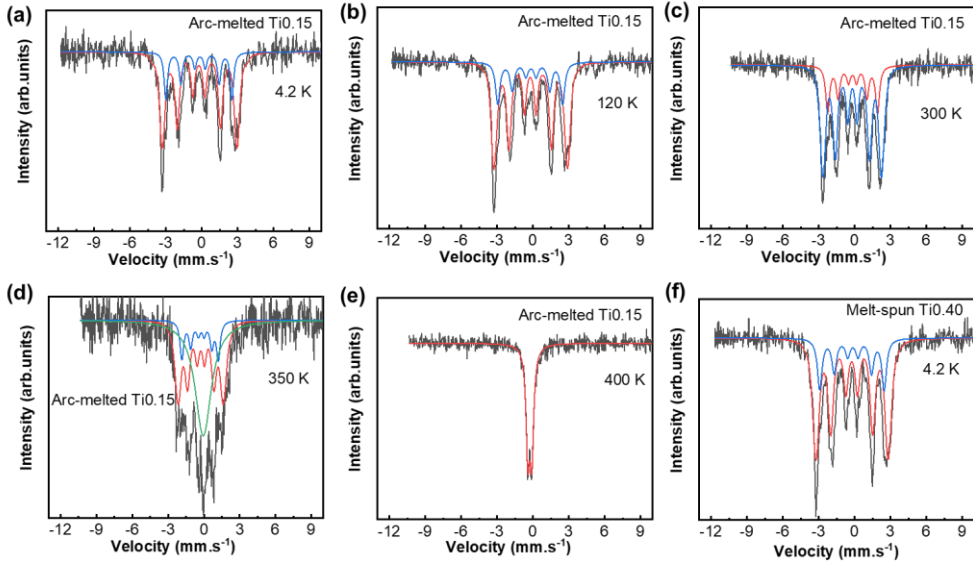 (a)
Arc-melted Ti0.15
4.2 K
Intensity (arb.units)
-12 -9 -6 -3 0 3 6 9
Velocity (mm.s⁻¹)
(b)
Arc-melted Ti0.15
120 K
Intensity (arb.units)
-12 -9 -6 -3 0 3 6 9
Velocity (mm.s⁻¹)
(c)
Arc-melted Ti0.15
300 K
Intensity (arb.units)
-12 -9 -6 -3 0 3 6 9
Velocity (mm.s⁻¹)
(d)
350 K
Arc-melted Ti0.15
Intensity (arb.units)
-12 -9 -6 -3 0 3 6 9
Velocity (mm.s⁻¹)
(e)
Arc-melted Ti0.15
400 K
Intensity (arb.units)
-12 -9 -6 -3 0 3 6 9
Velocity (mm.s⁻¹)
(f)
Melt-spun Ti0.40
4.2 K
Intensity (arb.units)
-12 -9 -6 -3 0 3 6 9
Velocity (mm.s⁻¹)